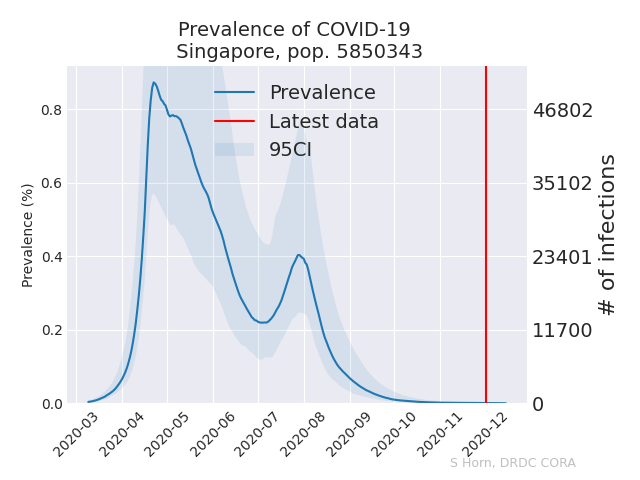 Prevalence of COVID-19
Singapore, pop. 5850343
Prevalence
Latest data
95CI
Prevalence (%)
0.8
0.6
0.4
0.2
0.0
46802
35102
23401
11700
0
# of infections
2020-03
2020-04
2020-05
2020-06
2020-07
2020-08
2020-09
2020-10
2020-11
2020-12
S Horn, DRDC CORA